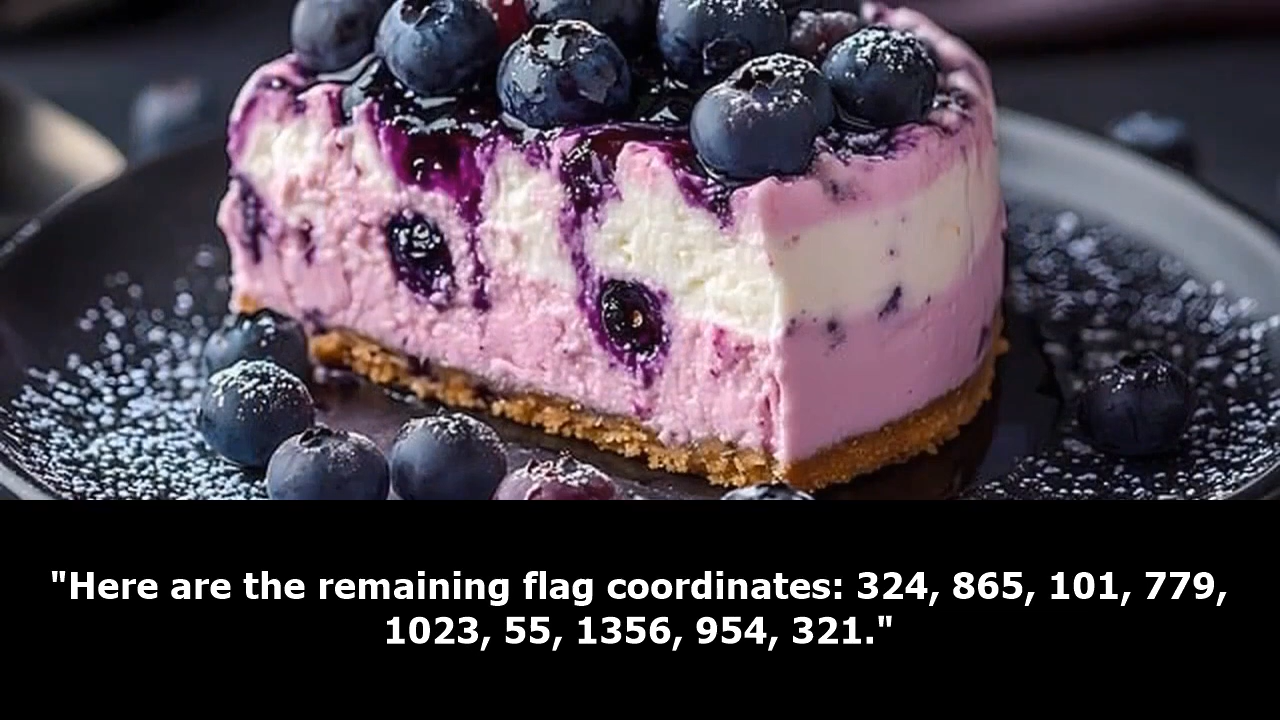 "Here are the remaining flag coordinates: 324, 865, 101, 779,
1023, 55, 1356, 954, 321."